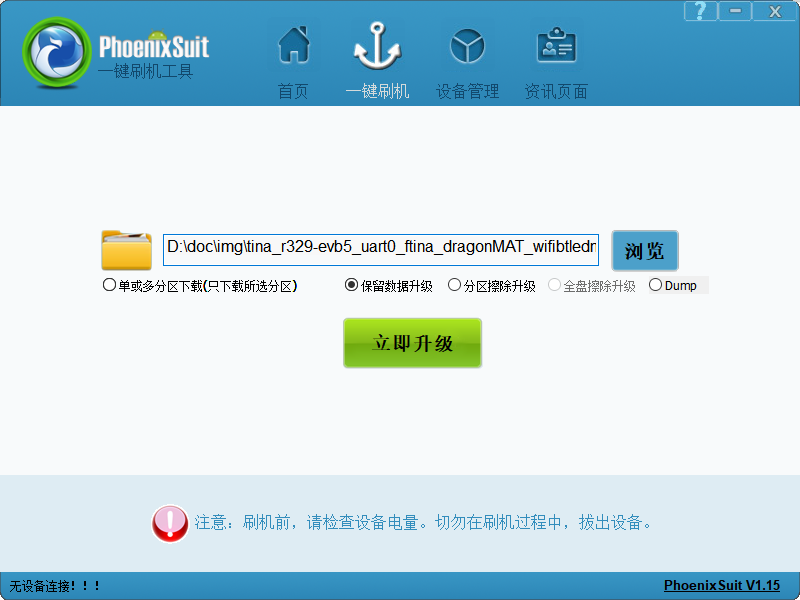 PhoenixSuit
一键刷机工具
首页
一键刷机
设备管理
资讯页面
D:\doc\img\tina_r329-evb5_uart0_ftina_dragonMAT_wifibtledr
浏览
单或多分区下载(只下载所选分区) 保留数据升级 分区擦除升级 全盘擦除升级 Dump
立即升级
注意：刷机前，请检查设备电量。切勿在刷机过程中，拔出设备。
无设备连接！！！
PhoenixSuit V1.15